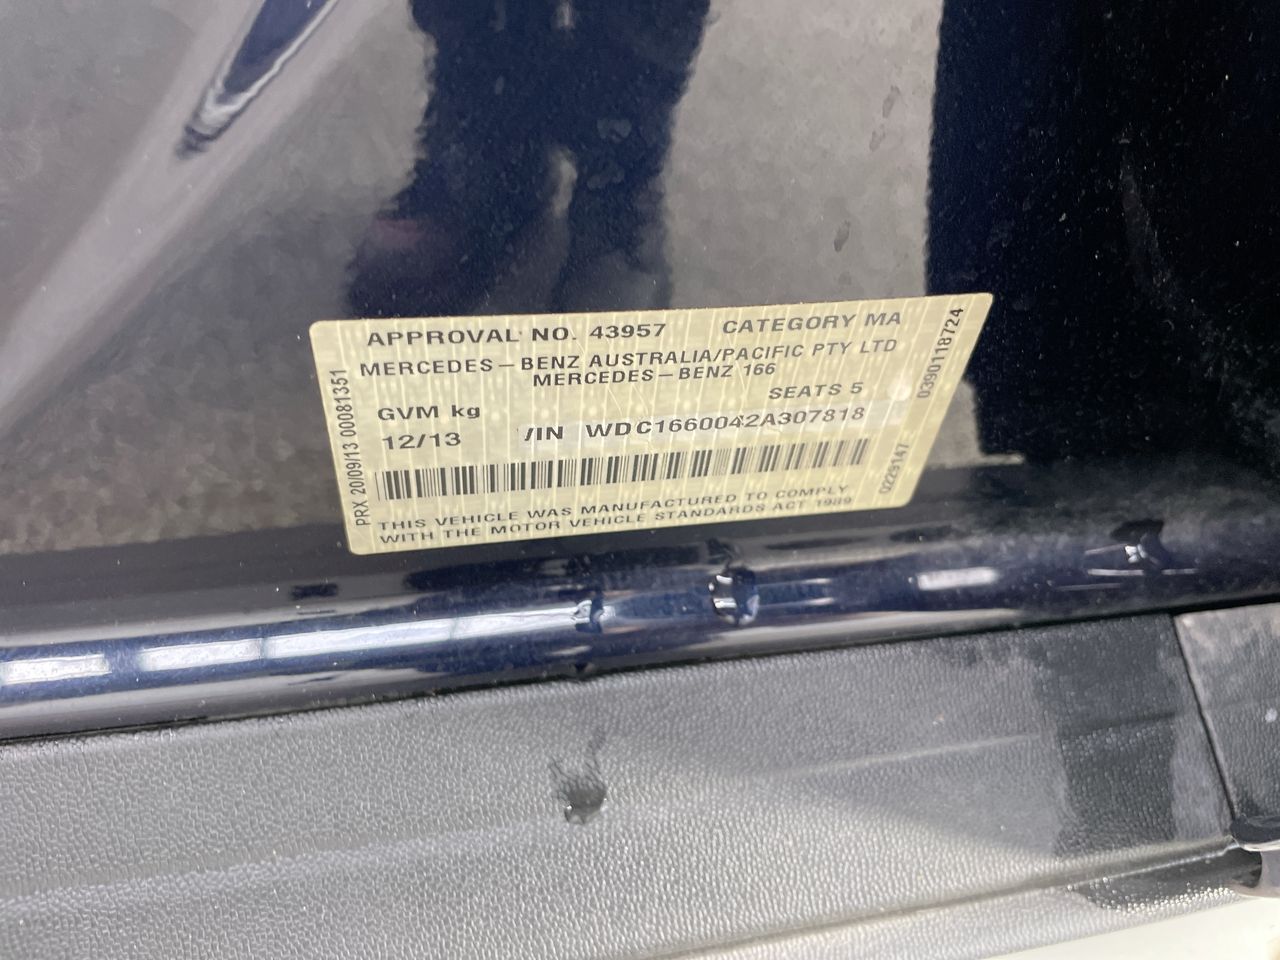 APPROVAL NO. 43957 CATEGORY MA
MERCEDES-BENZ AUSTRALIA/PACIFIC PTY LTD
MERCEDES-BENZ 166
SEATS 5
GVM kg
12/13 /IN WDC1660042A307818
THIS VEHICLE WAS MANUFACTURED TO COMPLY
WITH THE MOTOR VEHICLE STANDARDS ACT 1989
PRX 20/09/13 00081351
0390118724
0229147